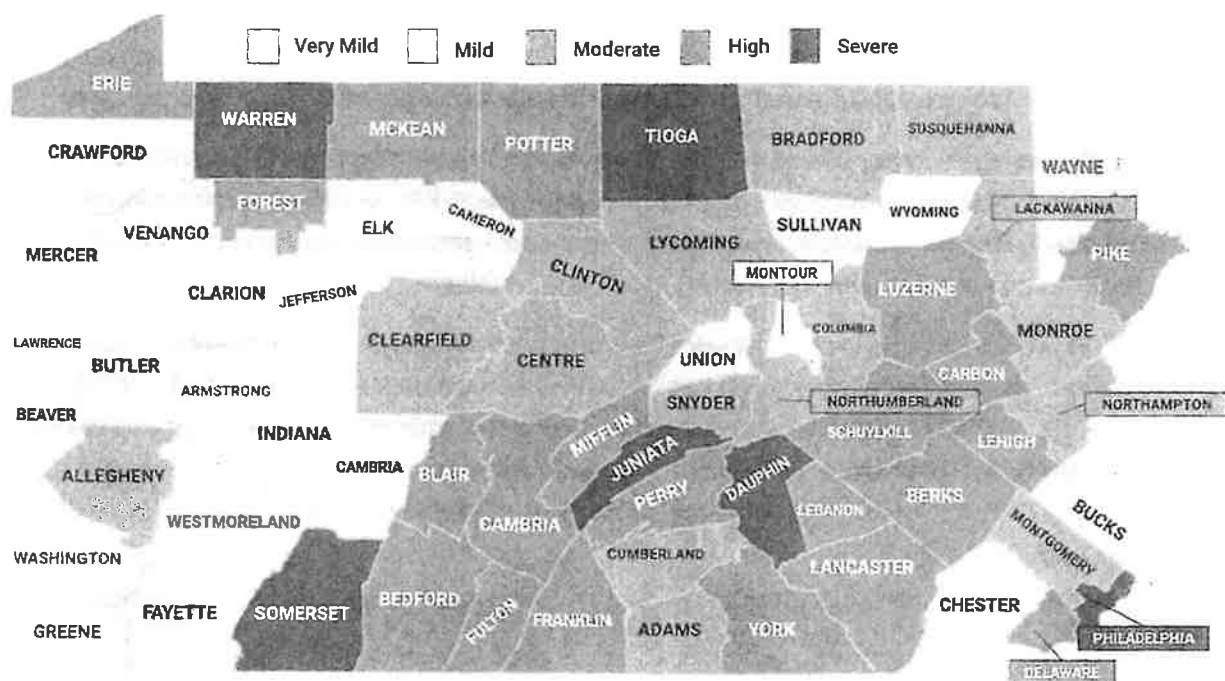 Very Mild Mild Moderate High Severe
ERIE
WARREN
MCKEAN
POTTER
TIOGA
BRADFORD
SUSQUEHANNA
CRAWFORD
WAYNE
FOREST
VENANGO
ELK
CAMERON
SULLIVAN
WYOMING
LACKAWANNA
MERCER
LYCOMING
PIKE
CLARION
JEFFERSON
CLINTON
MONTOUR
LUZERNE
LAWRENCE
BUTLER
CLEARFIELD
CENTRE
UNION
COLUMBIA
MONROE
ARMSTRONG
CARBON
BEAVER
SNYDER
NORTHUMBERLAND
NORTHAMPTON
INDIANA
MIFFLIN
SCHUYLKILL
LEHIGH
ALLEGHENY
CAMBRIA
BLAIR
JUNIATA
DAUPHIN
PERRY
BERKS
WESTMORELAND
CAMBRIA
LEBANON
BUCKS
MONTGOMERY
WASHINGTON
CUMBERLAND
LANCASTER
FAYETTE
SOMERSET
BEDFORD
FULTON
FRANKLIN
ADAMS
YORK
CHESTER
GREENE
PHILADELPHIA
DELAWARE